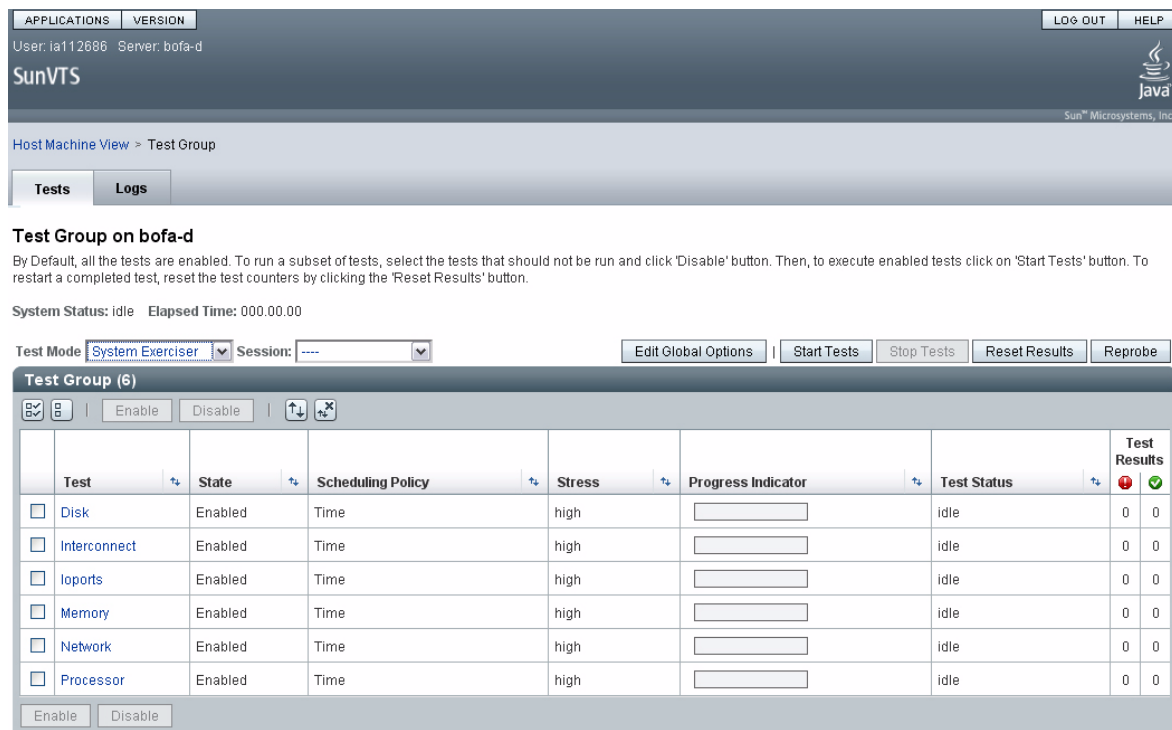 APPLICATIONS VERSION LOG OUT HELP
User: ia112686 Server: bofa-d
SunVTS
Java
Sun™ Microsystems, Inc
Host Machine View > Test Group
Tests Logs
Test Group on bofa-d
By Default, all the tests are enabled. To run a subset of tests, select the tests that should not be run and click 'Disable' button. Then, to execute enabled tests click on 'Start Tests' button. To
restart a completed test, reset the test counters by clicking the 'Reset Results' button.
System Status: idle Elapsed Time: 000.00.00
Test Mode System Exerciser Session: ---- Edit Global Options | Start Tests Stop Tests Reset Results Reprobe
Test Group (6)
| Enable Disable |
Test Results
Test State Scheduling Policy Stress Progress Indicator Test Status
Disk Enabled Time high idle 0 0
Interconnect Enabled Time high idle 0 0
Ioports Enabled Time high idle 0 0
Memory Enabled Time high idle 0 0
Network Enabled Time high idle 0 0
Processor Enabled Time high idle 0 0
Enable Disable